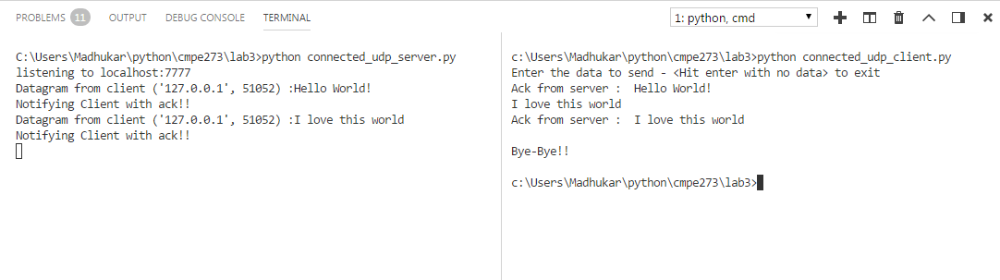 PROBLEMS 11 OUTPUT DEBUG CONSOLE TERMINAL 1: python, cmd
C:\Users\Madhukar\python\cmpe273\lab3>python connected_udp_server.py
listening to localhost:7777
Datagram from client ('127.0.0.1', 51052) :Hello World!
Notifying Client with ack!!
Datagram from client ('127.0.0.1', 51052) :I love this world
Notifying Client with ack!!
c:\Users\Madhukar\python\cmpe273\lab3>python connected_udp_client.py
Enter the data to send - <Hit enter with no data> to exit
Ack from server :  Hello World!
I love this world
Ack from server :  I love this world
Bye-Bye!!
c:\Users\Madhukar\python\cmpe273\lab3>